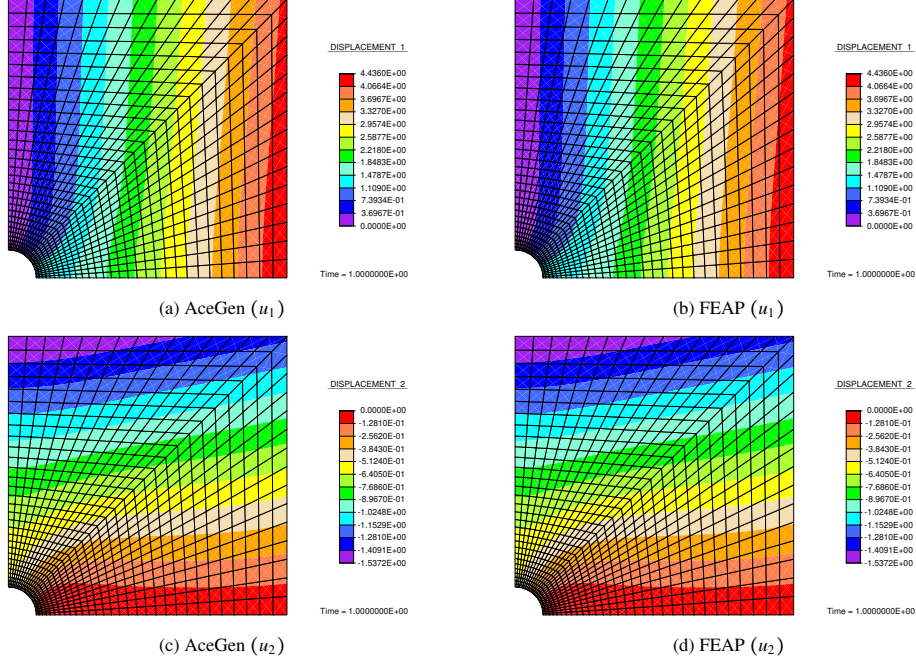 DISPLACEMENT 1
4.4360E+00
4.0664E+00
3.6967E+00
3.3270E+00
2.9574E+00
2.5877E+00
2.2180E+00
1.8483E+00
1.4787E+00
1.1090E+00
7.3934E-01
3.6967E-01
0.0000E+00
Time = 1.0000000E+00
(a) AceGen (u1)
DISPLACEMENT 1
4.4360E+00
4.0664E+00
3.6967E+00
3.3270E+00
2.9574E+00
2.5877E+00
2.2180E+00
1.8483E+00
1.4787E+00
1.1090E+00
7.3934E-01
3.6967E-01
0.0000E+00
Time = 1.0000000E+00
(b) FEAP (u1)
DISPLACEMENT 2
0.0000E+00
-1.2810E-01
-2.5620E-01
-3.8430E-01
-5.1240E-01
-6.4050E-01
-7.6860E-01
-8.9670E-01
-1.0248E+00
-1.1529E+00
-1.2810E+00
-1.4091E+00
-1.5372E+00
Time = 1.0000000E+00
(c) AceGen (u2)
DISPLACEMENT 2
0.0000E+00
-1.2810E-01
-2.5620E-01
-3.8430E-01
-5.1240E-01
-6.4050E-01
-7.6860E-01
-8.9670E-01
-1.0248E+00
-1.1529E+00
-1.2810E+00
-1.4091E+00
-1.5372E+00
Time = 1.0000000E+00
(d) FEAP (u2)